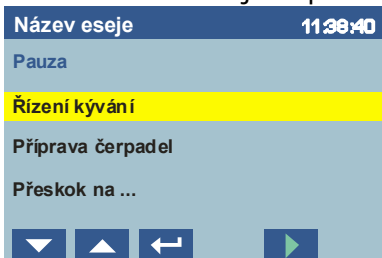 Název eseje 11:38:40
Pauza
Řízení kývání
Příprava čerpadel
Přeskok na ...